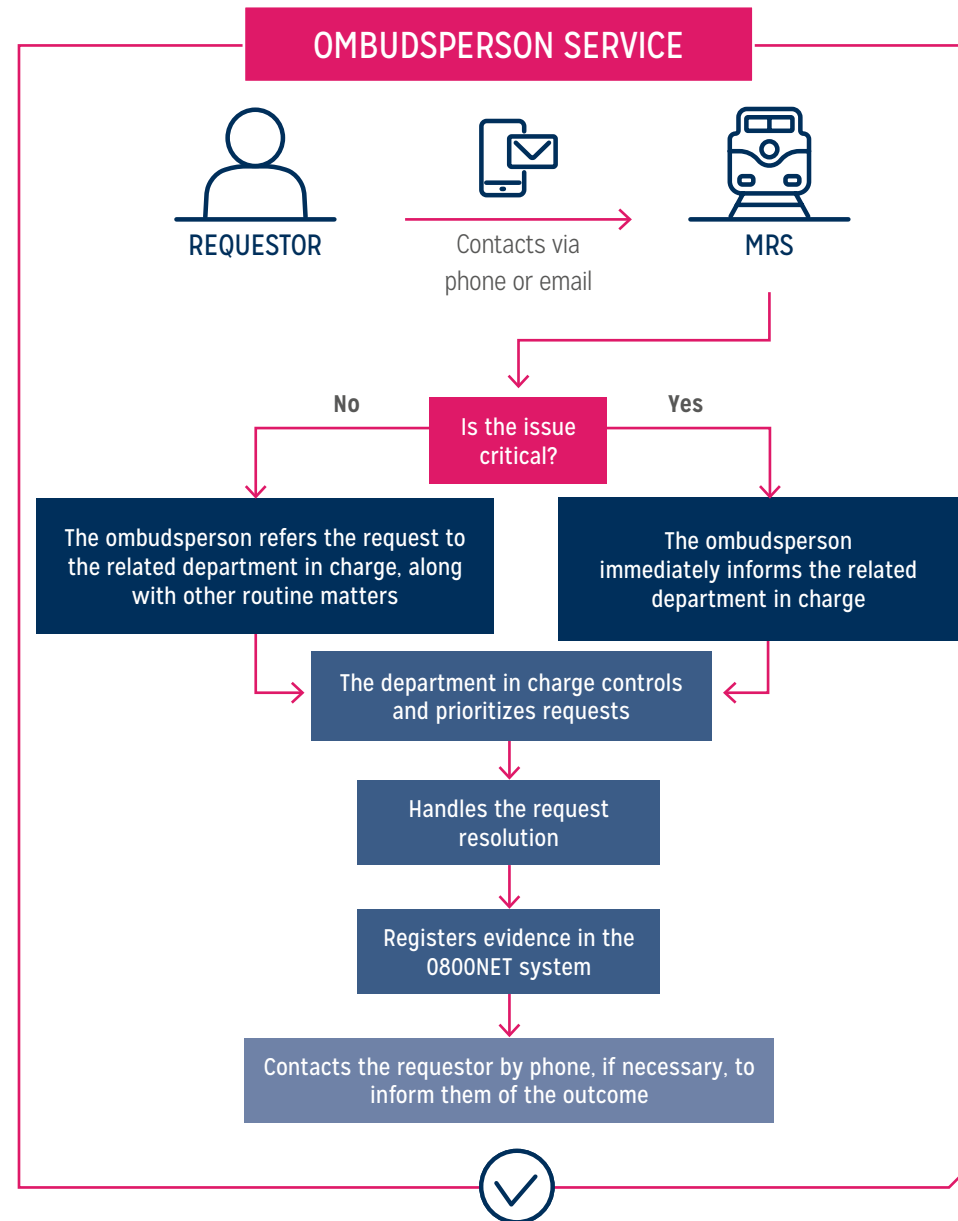 OMBUDSPERSON SERVICE
REQUESTOR
Contacts via
phone or email
MRS
No
Yes
Is the issue
critical?
The ombudsperson refers the request to
the related department in charge, along
with other routine matters
The ombudsperson
immediately informs the related
department in charge
The department in charge controls
and prioritizes requests
Handles the request
resolution
Registers evidence in the
0800NET system
Contacts the requestor by phone, if necessary, to
inform them of the outcome